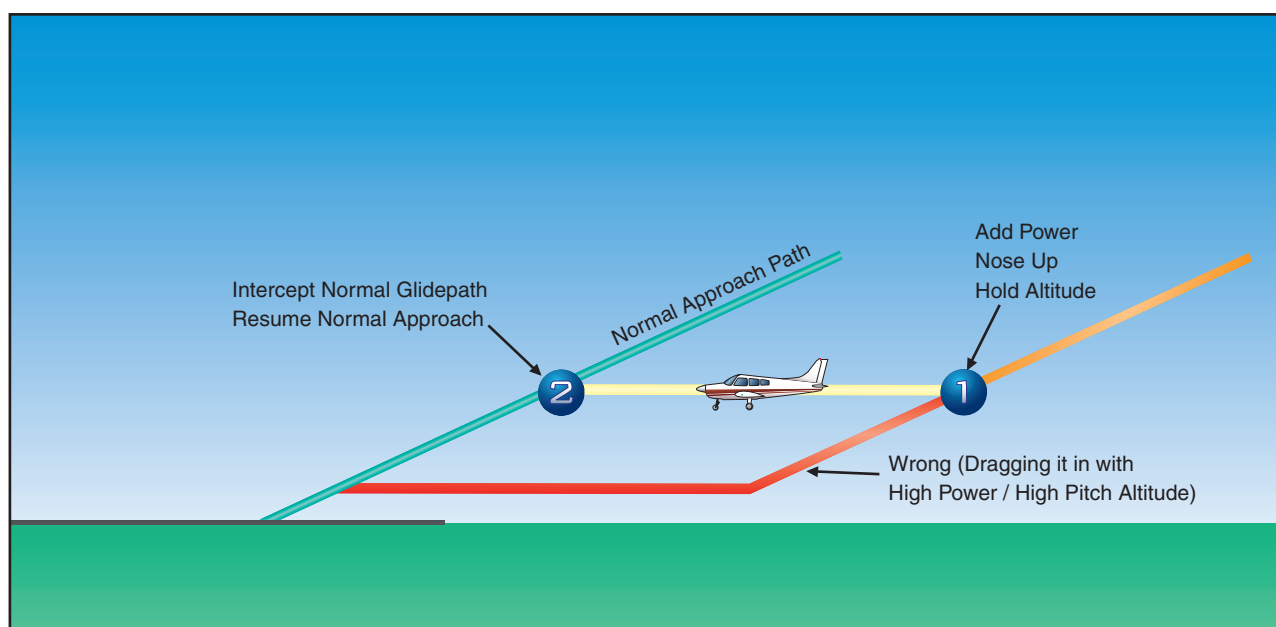 Add Power
Nose Up
Hold Altitude
Intercept Normal Glidepath
Resume Normal Approach
Normal Approach Path
2
1
Wrong (Dragging it in with
High Power / High Pitch Altitude)